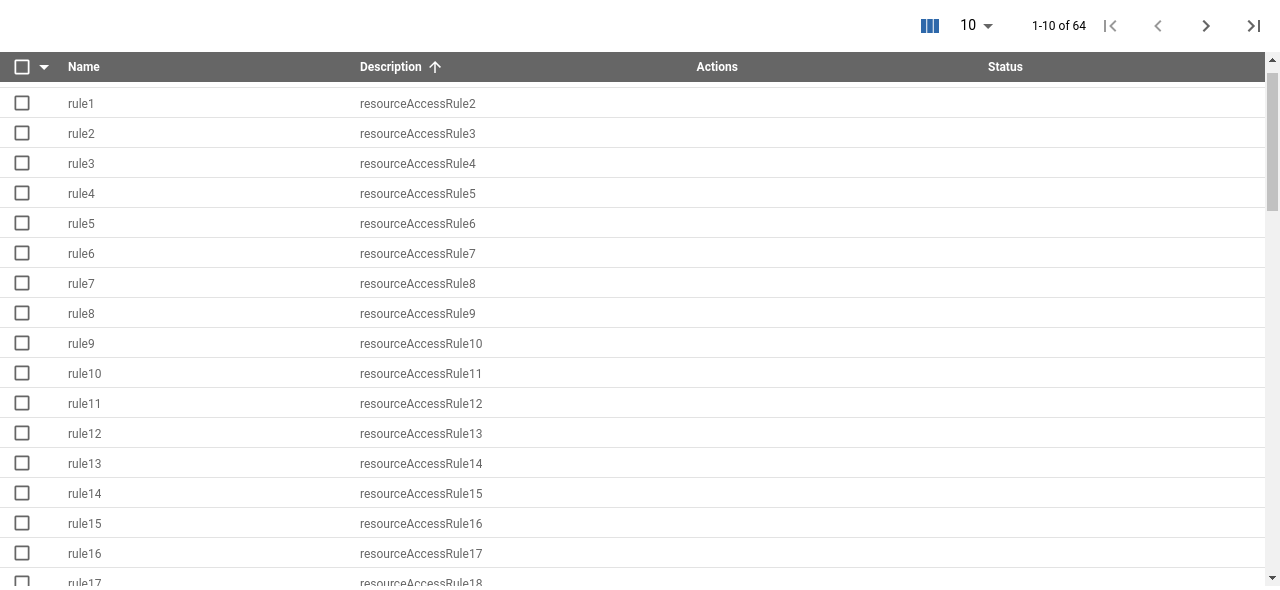 10 1-10 of 64
Name Description Actions Status
rule1 resourceAccessRule2
rule2 resourceAccessRule3
rule3 resourceAccessRule4
rule4 resourceAccessRule5
rule5 resourceAccessRule6
rule6 resourceAccessRule7
rule7 resourceAccessRule8
rule8 resourceAccessRule9
rule9 resourceAccessRule10
rule10 resourceAccessRule11
rule11 resourceAccessRule12
rule12 resourceAccessRule13
rule13 resourceAccessRule14
rule14 resourceAccessRule15
rule15 resourceAccessRule16
rule16 resourceAccessRule17
rule17 resourceAccessRule18